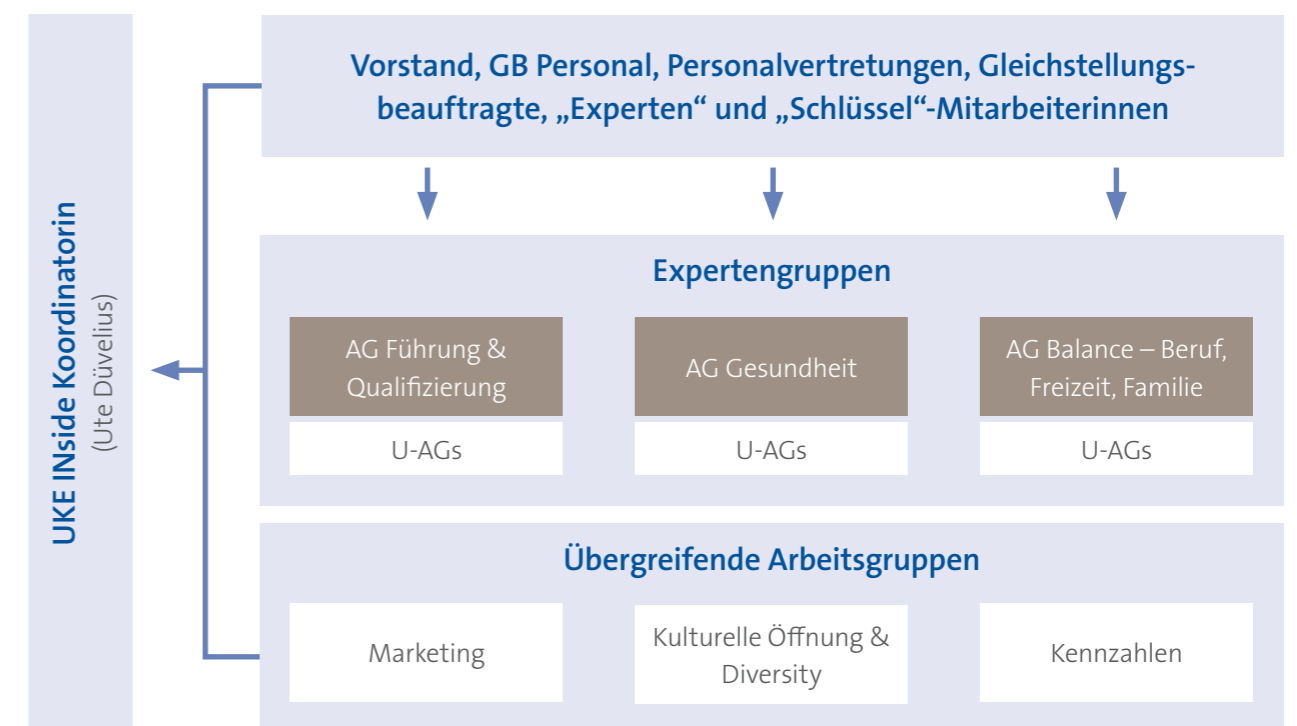 UKE INside Koordinatorin
(Ute Düvelius)
Vorstand, GB Personal, Personalvertretungen, Gleichstellungs-
beauftragte, „Experten“ und „Schlüssel“-Mitarbeiterinnen
Expertengruppen
AG Führung &
Qualifizierung
U-AGs
AG Gesundheit
U-AGs
AG Balance – Beruf,
Freizeit, Familie
U-AGs
Übergreifende Arbeitsgruppen
Marketing
Kulturelle Öffnung &
Diversity
Kennzahlen